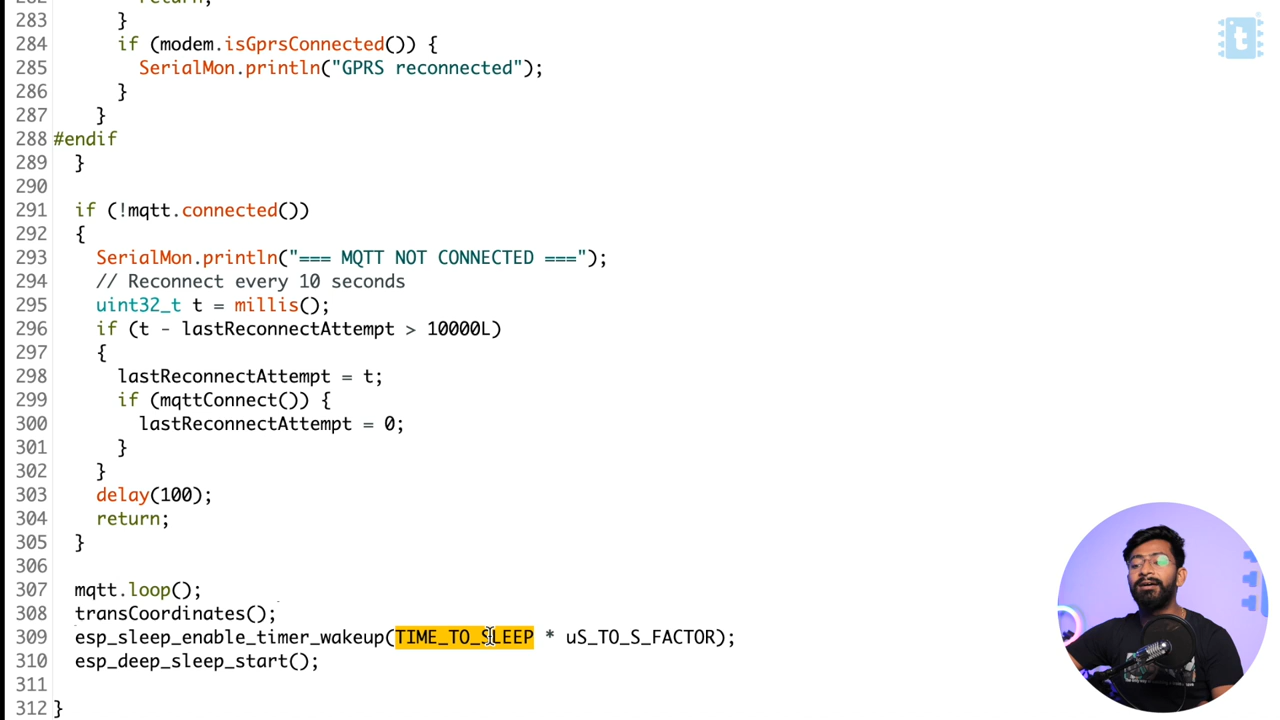 282 return;
283 }
284 if (modem.isGprsConnected()) {
285 SerialMon.println("GPRS reconnected");
286 }
287 }
288 #endif
289 }
290
291 if (!mqtt.connected())
292 {
293 SerialMon.println("=== MQTT NOT CONNECTED ===");
294 // Reconnect every 10 seconds
295 uint32_t t = millis();
296 if (t - lastReconnectAttempt > 10000L)
297 {
298 lastReconnectAttempt = t;
299 if (mqttConnect()) {
300 lastReconnectAttempt = 0;
301 }
302 }
303 delay(100);
304 return;
305 }
306
307 mqtt.loop();
308 transCoordinates();
309 esp_sleep_enable_timer_wakeup(TIME_TO_SLEEP * uS_TO_S_FACTOR);
310 esp_deep_sleep_start();
311
312 }
t